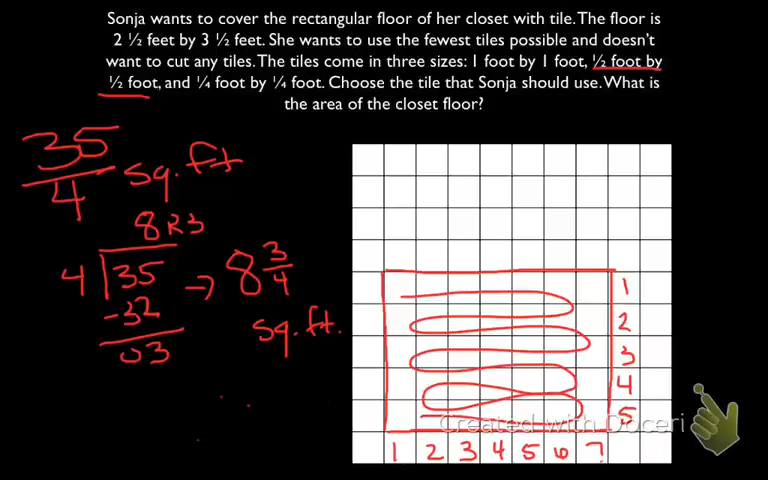 Sonja wants to cover the rectangular floor of her closet with tile. The floor is
2 ½ feet by 3 ½ feet. She wants to use the fewest tiles possible and doesn't
want to cut any tiles. The tiles come in three sizes: 1 foot by 1 foot, ½ foot by
½ foot, and ¼ foot by ¼ foot. Choose the tile that Sonja should use. What is
the area of the closet floor?
35/4 sq. ft
8 R3
4 35 → 8 3/4
-32
03
sq. ft.
1
2
3
4
5
1 2 3 4 5 6 7
Created with Doceri